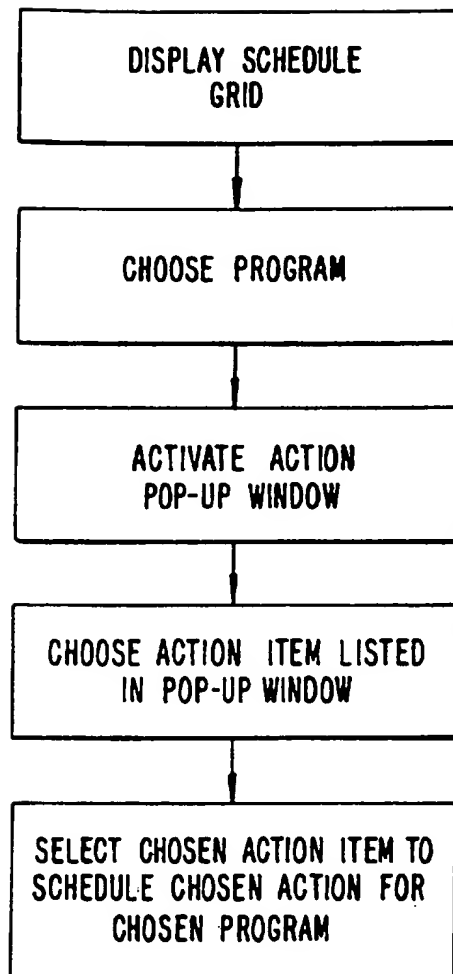 DISPLAY SCHEDULE
GRID
CHOOSE PROGRAM
ACTIVATE ACTION
POP-UP WINDOW
CHOOSE ACTION ITEM LISTED
IN POP-UP WINDOW
SELECT CHOSEN ACTION ITEM TO
SCHEDULE CHOSEN ACTION FOR
CHOSEN PROGRAM